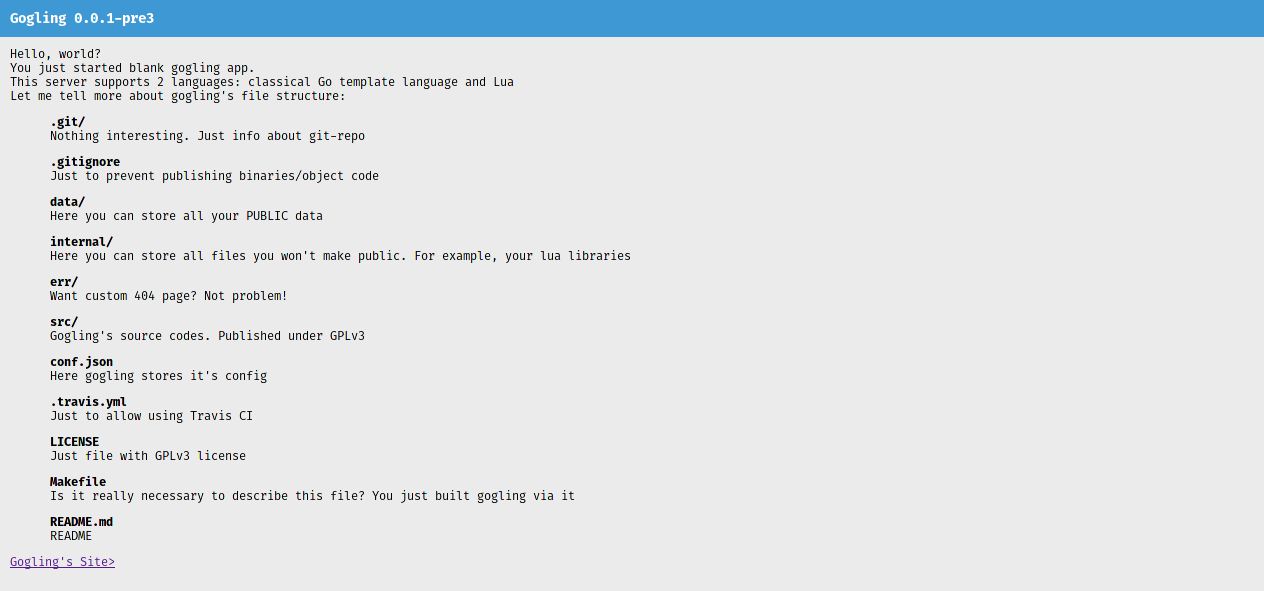 Gogling 0.0.1-pre3
Hello, world?
You just started blank gogling app.
This server supports 2 languages: classical Go template language and Lua
Let me tell more about gogling's file structure:
.git/
Nothing interesting. Just info about git-repo
.gitignore
Just to prevent publishing binaries/object code
data/
Here you can store all your PUBLIC data
internal/
Here you can store all files you won't make public. For example, your lua libraries
err/
Want custom 404 page? Not problem!
src/
Gogling's source codes. Published under GPLv3
conf.json
Here gogling stores it's config
.travis.yml
Just to allow using Travis CI
LICENSE
Just file with GPLv3 license
Makefile
Is it really necessary to describe this file? You just built gogling via it
README.md
README
Gogling's Site>